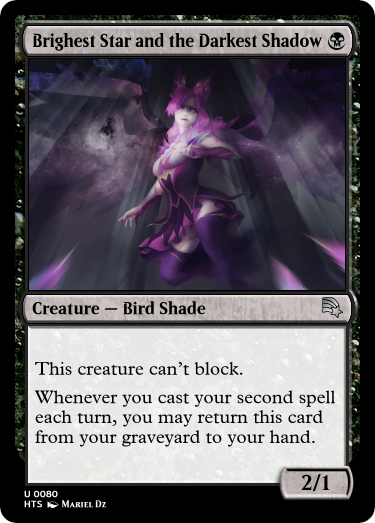 Brighest Star and the Darkest Shadow
Creature — Bird Shade
This creature can't block.
Whenever you cast your second spell
each turn, you may return this card
from your graveyard to your hand.
2/1
U 0080
HTS Mariel Dz